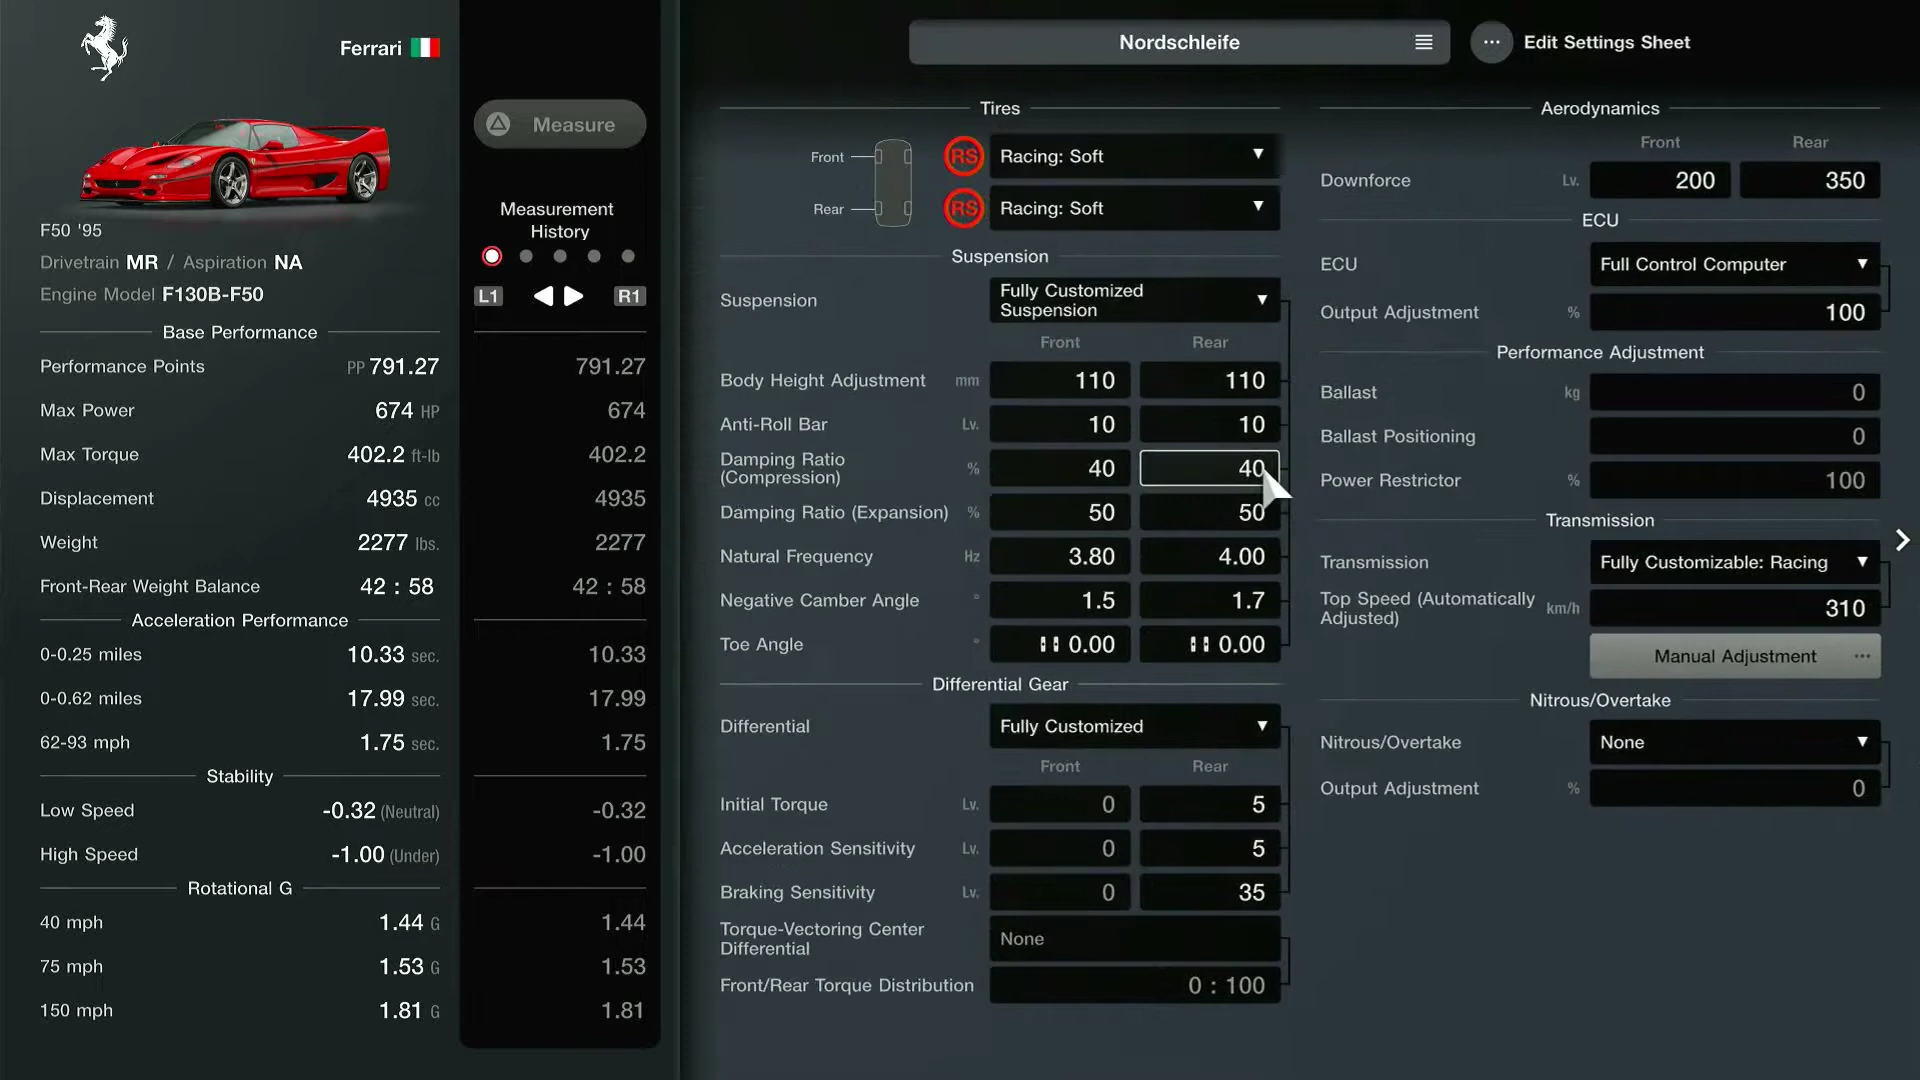 Ferrari
F50 '95
Drivetrain MR / Aspiration NA
Engine Model F130B-F50
Base Performance
Performance Points PP 791.27
Max Power 674 HP
Max Torque 402.2 ft-lb
Displacement 4935 cc
Weight 2277 lbs.
Front-Rear Weight Balance 42 : 58
Acceleration Performance
0-0.25 miles 10.33 sec.
0-0.62 miles 17.99 sec.
62-93 mph 1.75 sec.
Stability
Low Speed -0.32 (Neutral)
High Speed -1.00 (Under)
Rotational G
40 mph 1.44 G
75 mph 1.53 G
150 mph 1.81 G
Measure
Measurement
History
L1 R1
791.27
674
402.2
4935
2277
42 : 58
10.33
17.99
1.75
-0.32
-1.00
1.44
1.53
1.81
Nordschleife
Edit Settings Sheet
Tires
Front RS Racing: Soft
Rear RS Racing: Soft
Suspension
Suspension Fully Customized
Suspension
Front Rear
Body Height Adjustment mm 110 110
Anti-Roll Bar Lv. 10 10
Damping Ratio
(Compression) % 40 40
Damping Ratio (Expansion) % 50 50
Natural Frequency Hz 3.80 4.00
Negative Camber Angle ° 1.5 1.7
Toe Angle ° 0.00 0.00
Differential Gear
Differential Fully Customized
Front Rear
Initial Torque Lv. 0 5
Acceleration Sensitivity Lv. 0 5
Braking Sensitivity Lv. 0 35
Torque-Vectoring Center
Differential None
Front/Rear Torque Distribution 0 : 100
Aerodynamics
Front Rear
Downforce Lv. 200 350
ECU
ECU Full Control Computer
Output Adjustment % 100
Performance Adjustment
Ballast kg 0
Ballast Positioning 0
Power Restrictor % 100
Transmission
Transmission Fully Customizable: Racing
Top Speed (Automatically
Adjusted) km/h 310
Manual Adjustment
Nitrous/Overtake
Nitrous/Overtake None
Output Adjustment % 0